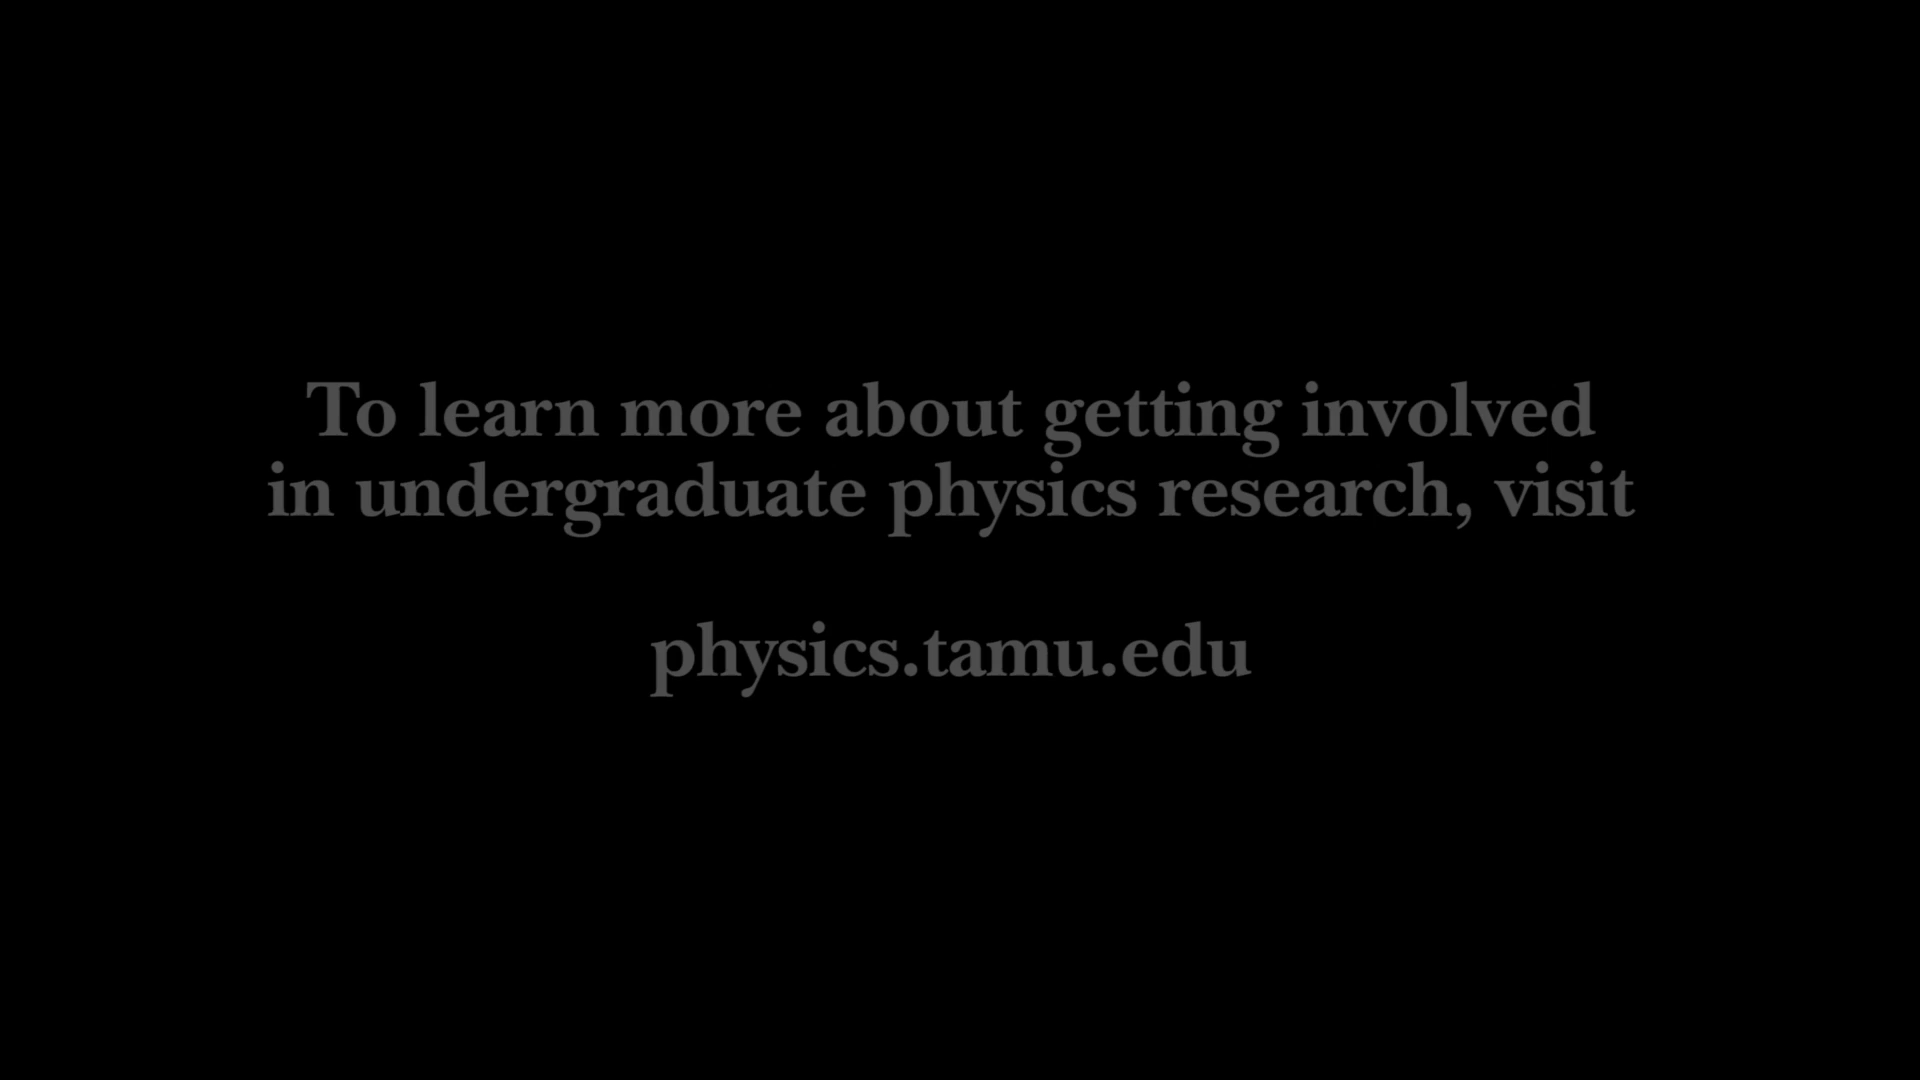 To learn more about getting involved
in undergraduate physics research, visit
physics.tamu.edu